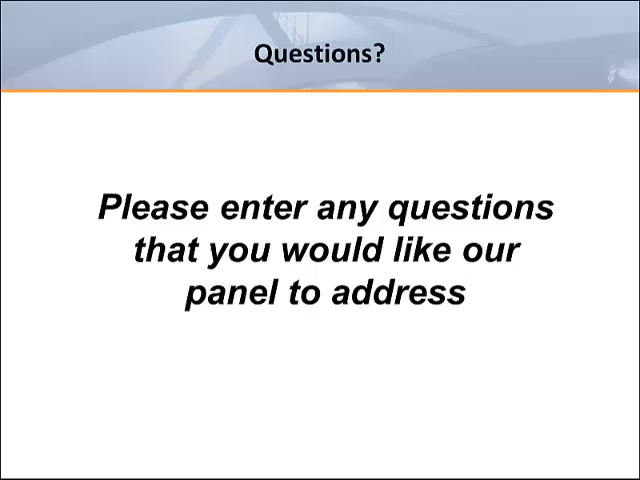 Questions?
Please enter any questions
that you would like our
panel to address